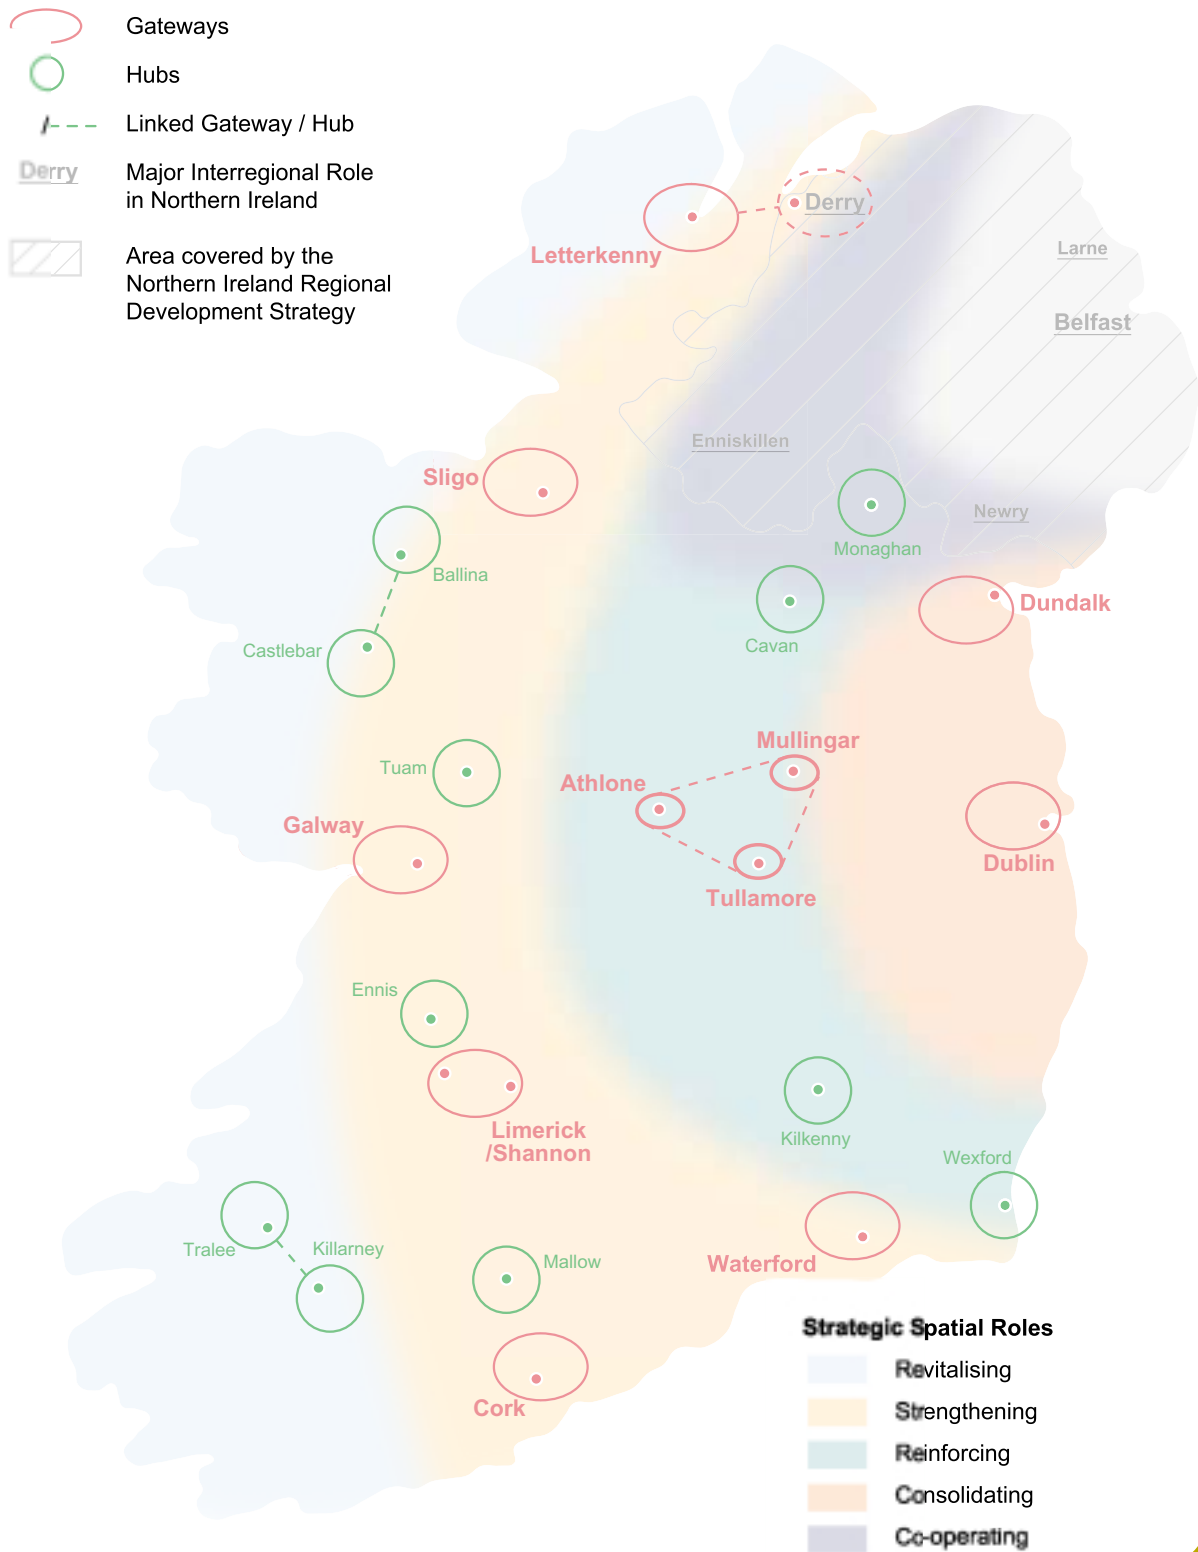 Gateways
Hubs
Linked Gateway / Hub
Derry
Major Interregional Role
in Northern Ireland
Area covered by the
Northern Ireland Regional
Development Strategy
Derry
Letterkenny
Larne
Belfast
Enniskillen
Sligo
Newry
Monaghan
Ballina
Dundalk
Cavan
Castlebar
Mullingar
Tuam
Athlone
Galway
Dublin
Tullamore
Ennis
Limerick
/Shannon
Kilkenny
Wexford
Tralee
Killarney
Mallow
Waterford
Cork
Strategic Spatial Roles
Revitalising
Strengthening
Reinforcing
Consolidating
Co-operating